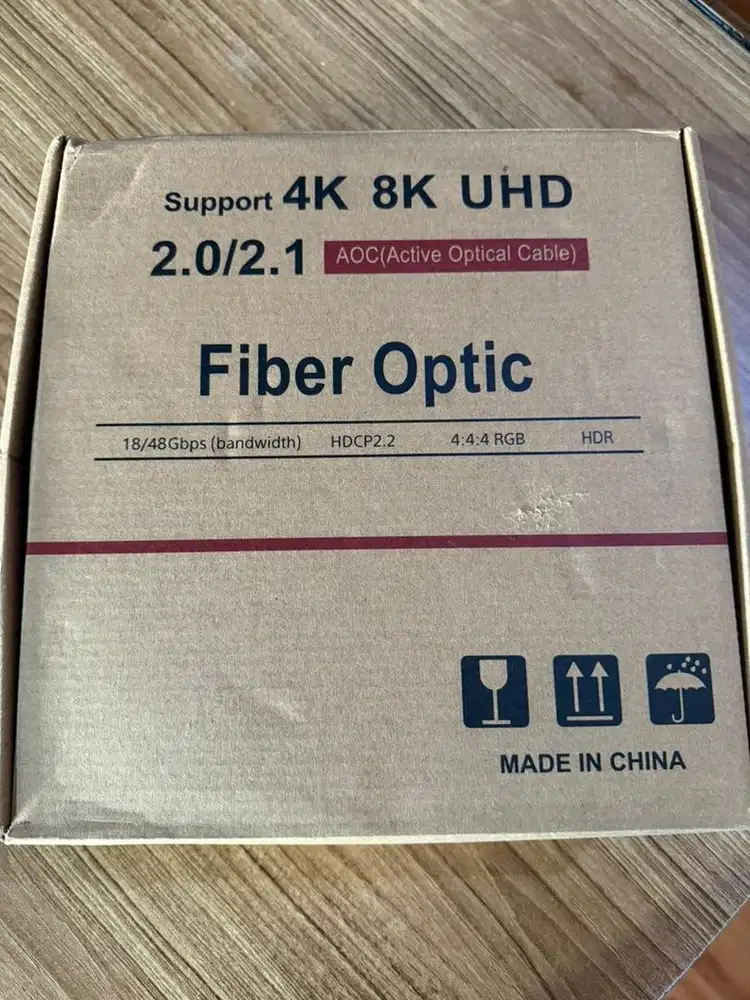 Support 4K 8K UHD
2.0/2.1 AOC(Active Optical Cable)
Fiber Optic
18/48Gbps (bandwidth) HDCP2.2 4:4:4 RGB HDR
MADE IN CHINA